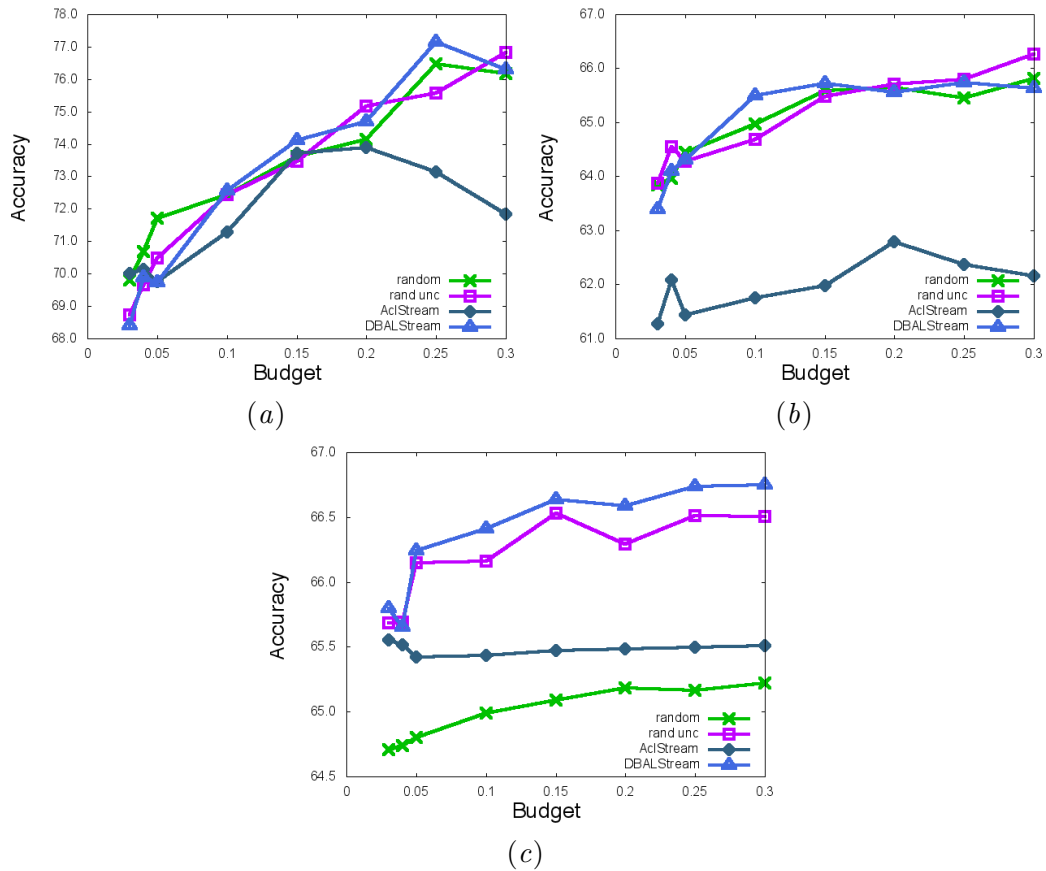 78.0
77.0
76.0
75.0
74.0
73.0
72.0
71.0
70.0
69.0
68.0
Accuracy
0 0.05 0.1 0.15 0.2 0.25 0.3
Budget
random
rand unc
AclStream
DBALStream
(a)
67.0
66.0
65.0
64.0
63.0
62.0
61.0
Accuracy
0 0.05 0.1 0.15 0.2 0.25 0.3
Budget
random
rand unc
AclStream
DBALStream
(b)
67.0
66.5
66.0
65.5
65.0
64.5
Accuracy
0 0.05 0.1 0.15 0.2 0.25 0.3
Budget
random
rand unc
AclStream
DBALStream
(c)